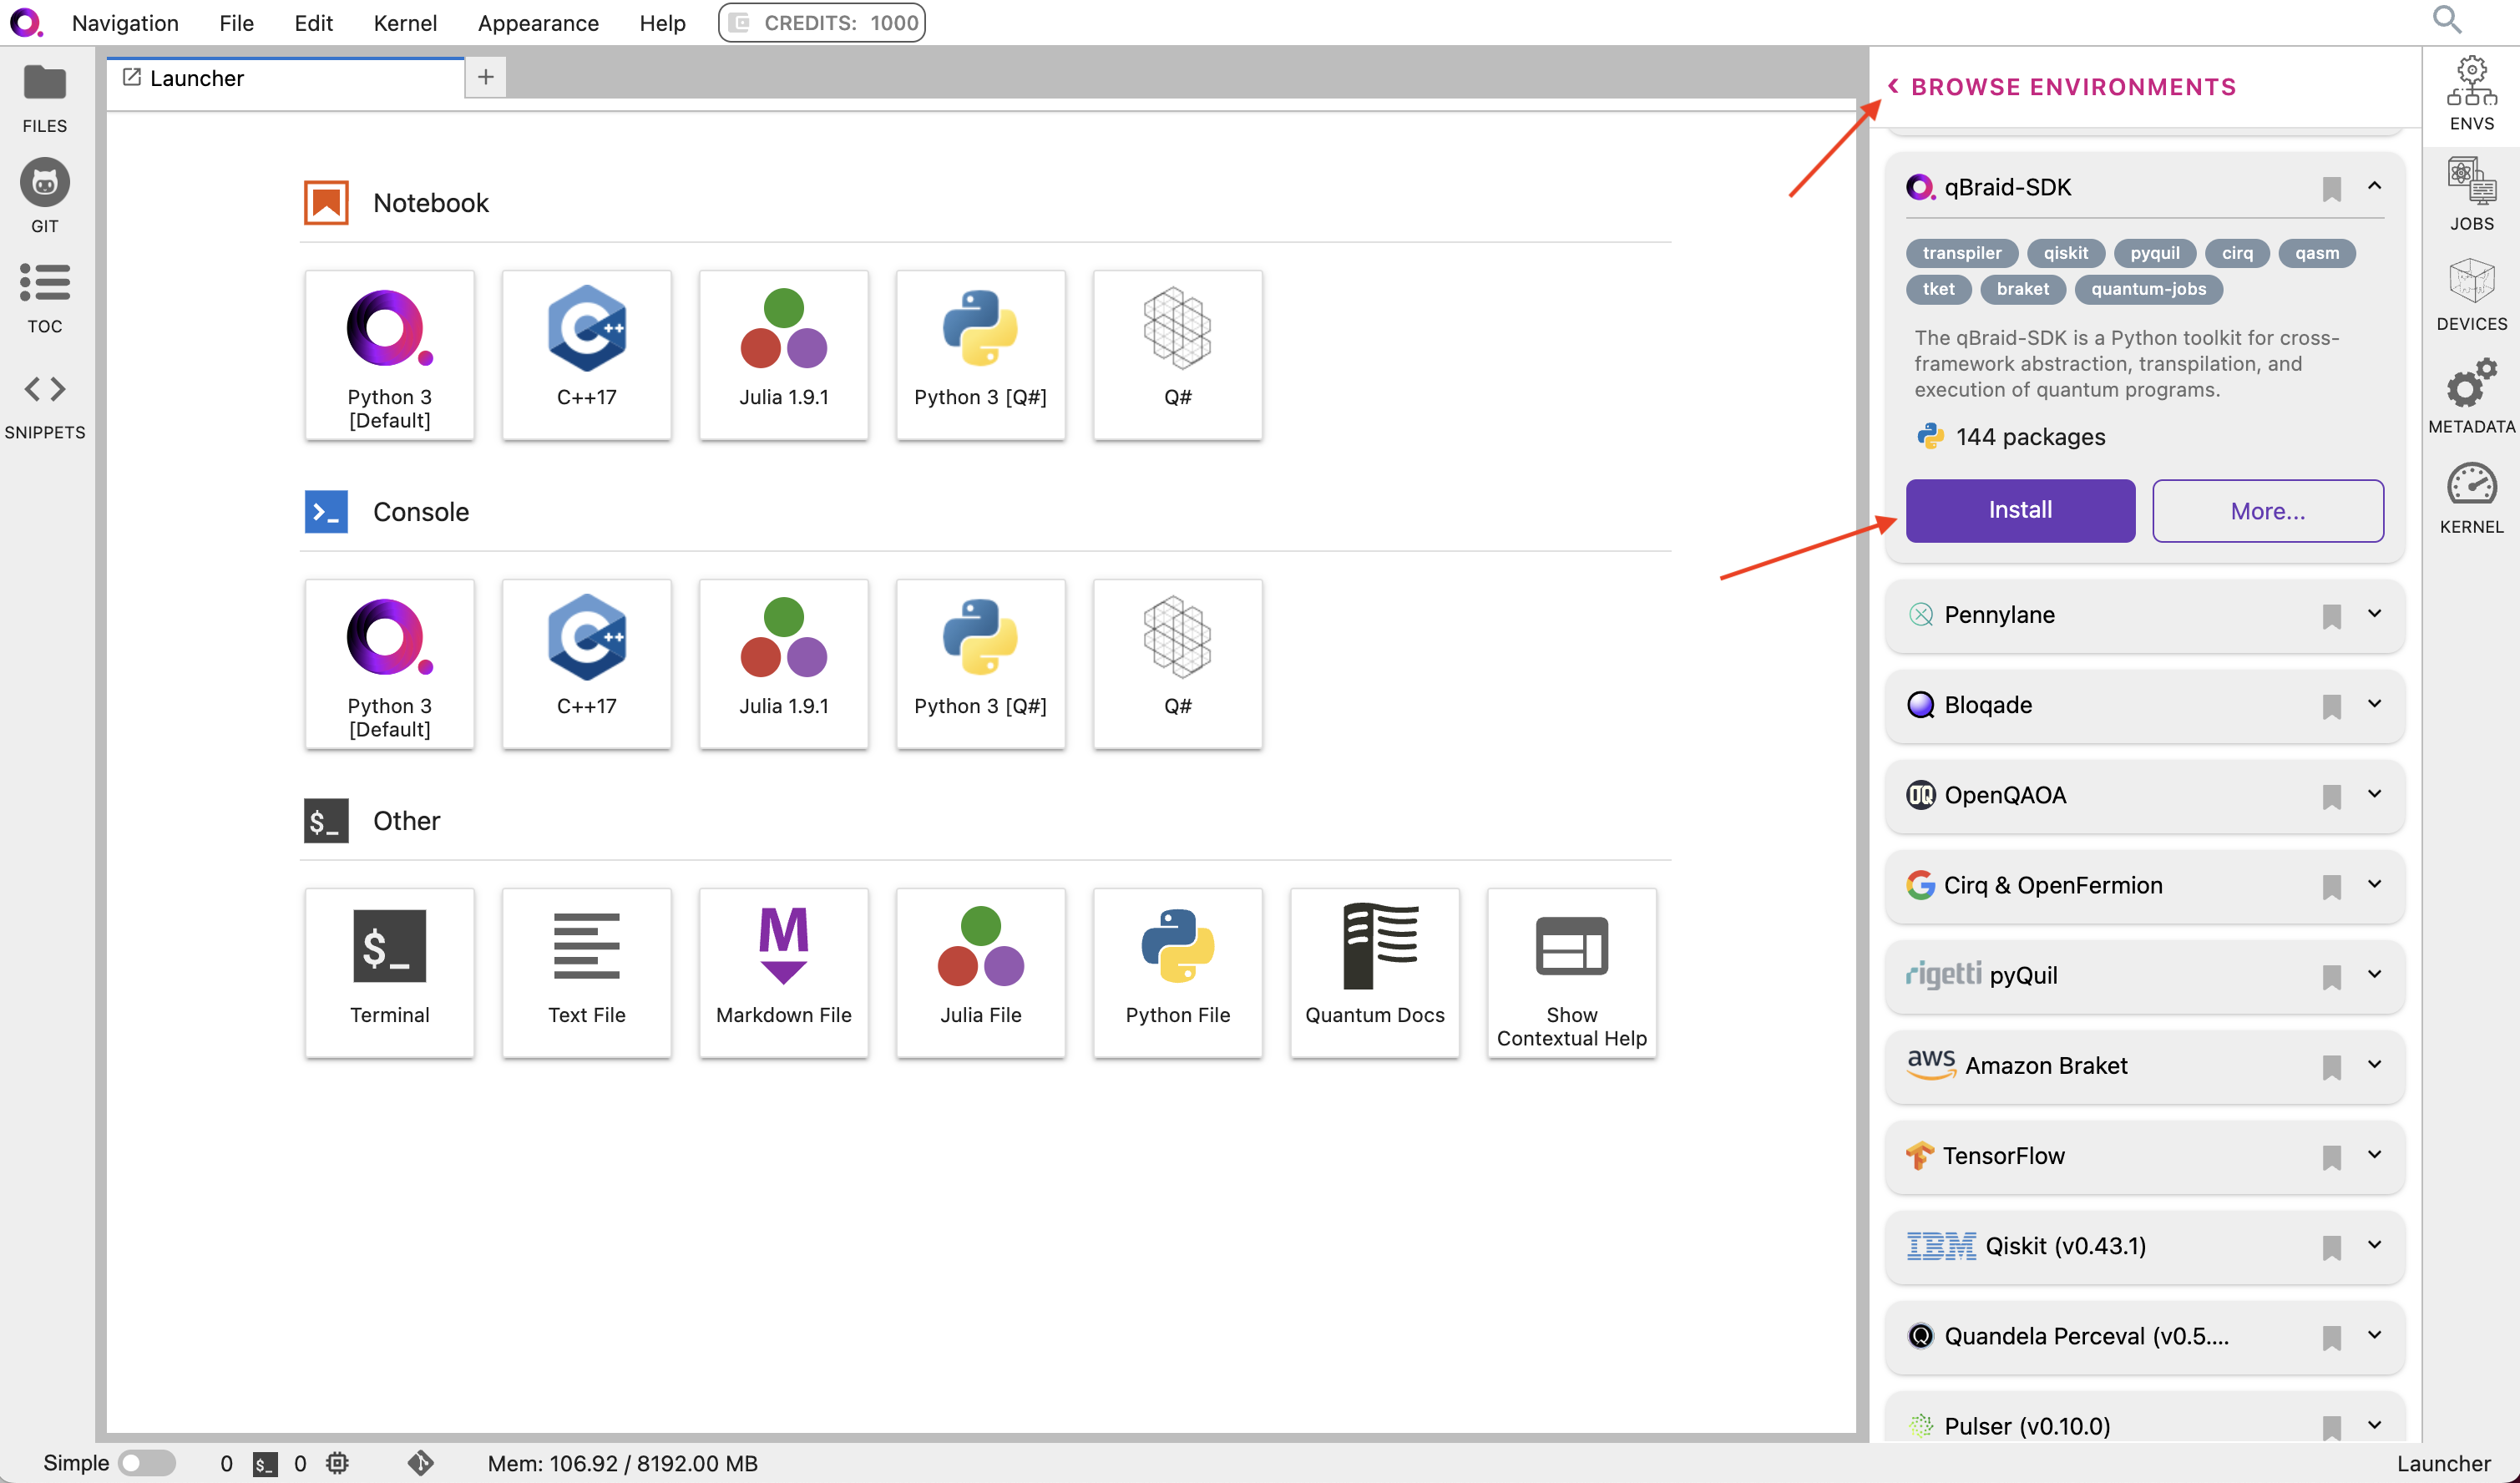 Navigation File Edit Kernel Appearance Help CREDITS: 1000
FILES
GIT
TOC
SNIPPETS
Launcher
Notebook
Python 3 [Default]
C++17
Julia 1.9.1
Python 3 [Q#]
Q#
Console
Python 3 [Default]
C++17
Julia 1.9.1
Python 3 [Q#]
Q#
$_ Other
$_ Terminal
Text File
M Markdown File
Julia File
Python File
Quantum Docs
Show Contextual Help
BROWSE ENVIRONMENTS
qBraid-SDK
transpiler qiskit pyquil cirq qasm
tket braket quantum-jobs
The qBraid-SDK is a Python toolkit for cross-
framework abstraction, transpilation, and
execution of quantum programs.
144 packages
Install More...
Pennylane
Bloqade
OQ OpenQAOA
Cirq & OpenFermion
rigetti pyQuil
aws Amazon Braket
TensorFlow
IBM Qiskit (v0.43.1)
Quandela Perceval (v0.5....
Pulser (v0.10.0)
ENVS
JOBS
DEVICES
METADATA
KERNEL
Simple 0 $_ 0 Mem: 106.92 / 8192.00 MB Launcher